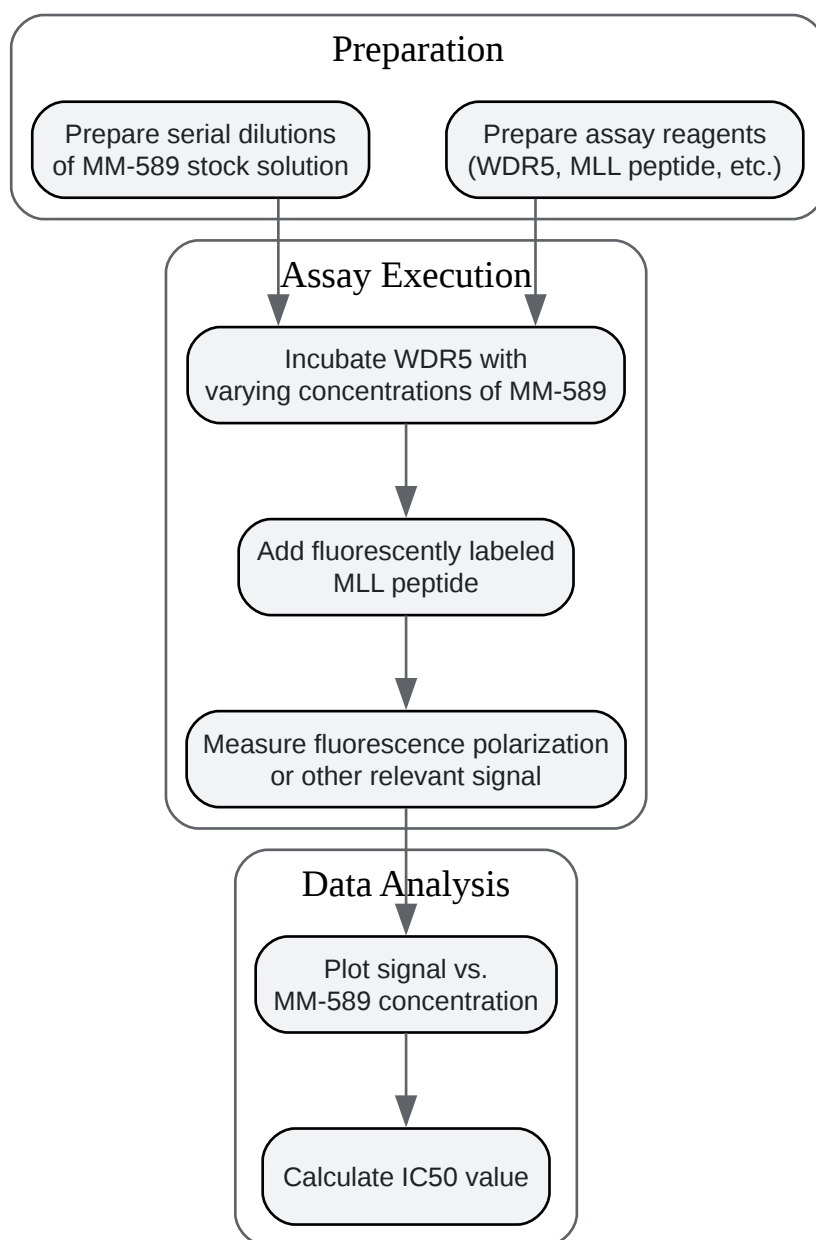 Preparation
Prepare serial dilutions
of MM-589 stock solution
Prepare assay reagents
(WDR5, MLL peptide, etc.)
Assay Execution
Incubate WDR5 with
varying concentrations of MM-589
Add fluorescently labeled
MLL peptide
Measure fluorescence polarization
or other relevant signal
Data Analysis
Plot signal vs.
MM-589 concentration
Calculate IC50 value